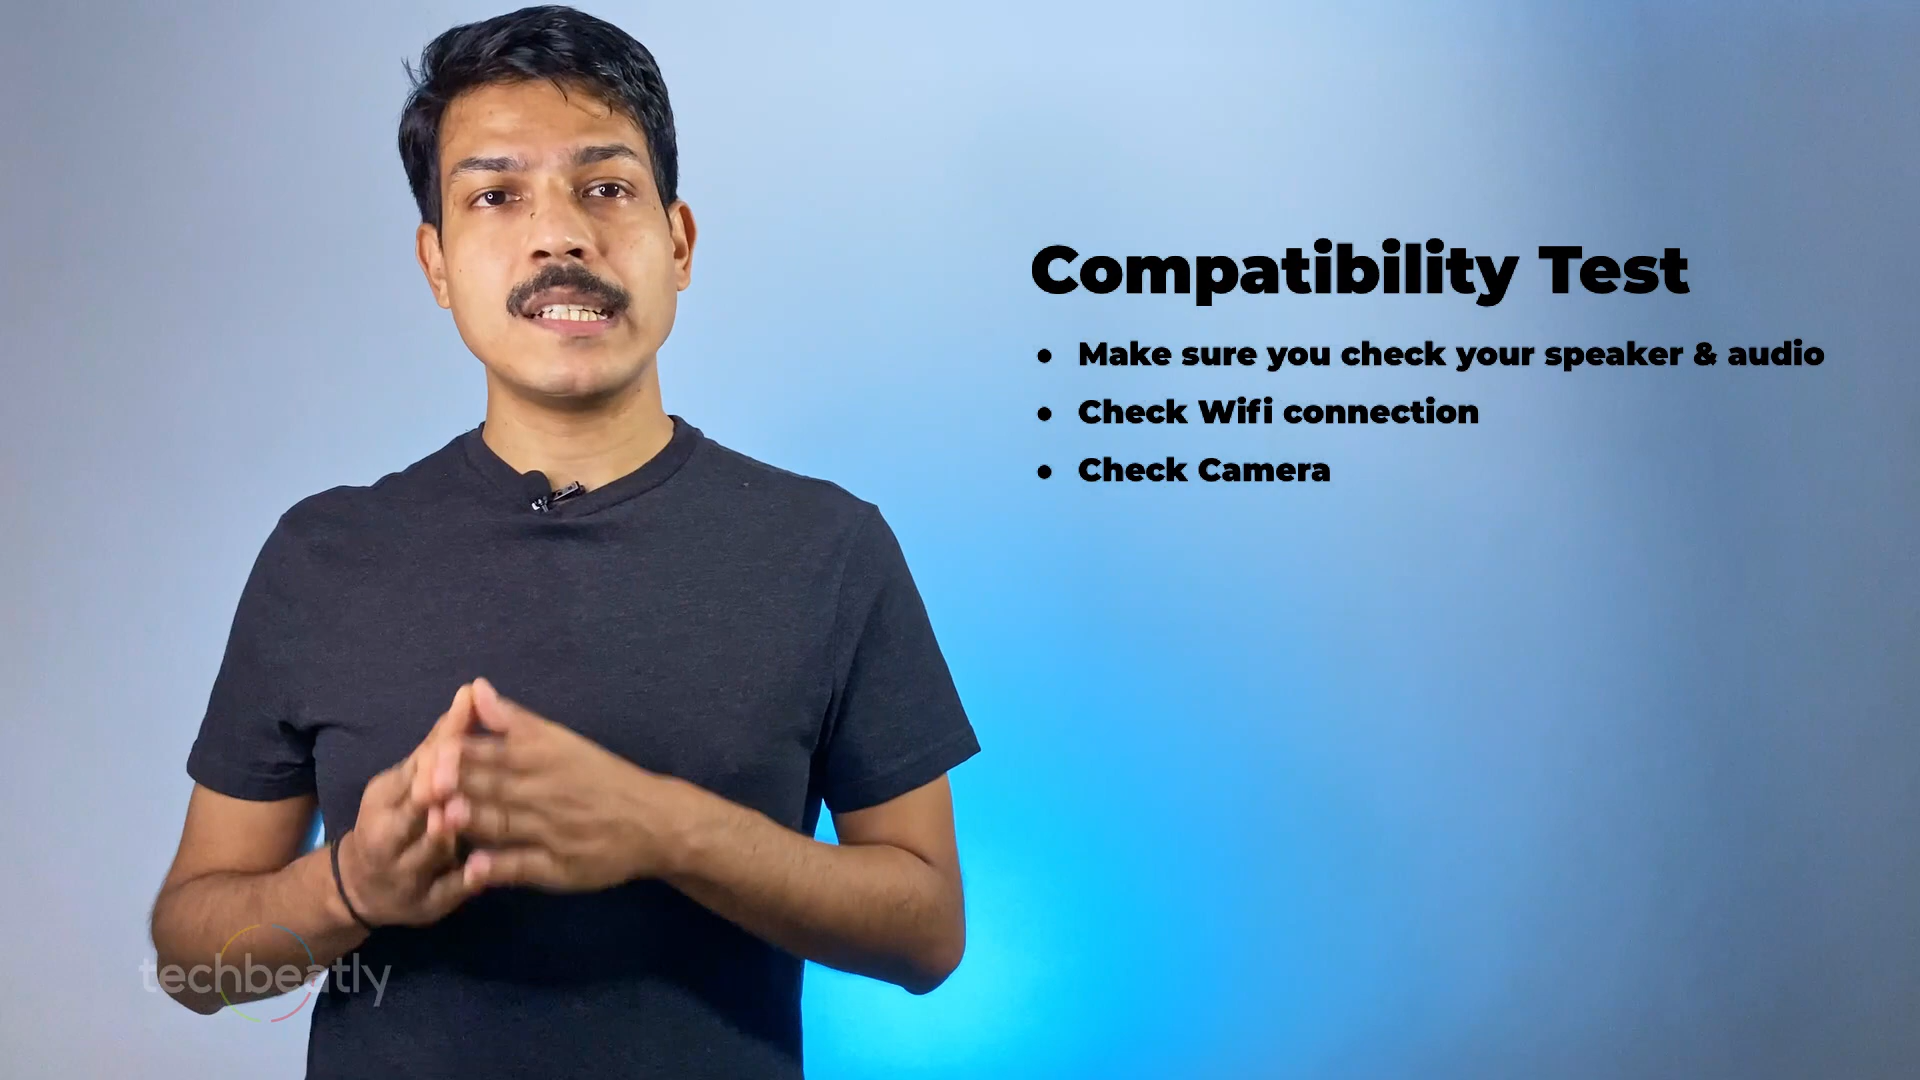 Compatibility Test
• Make sure you check your speaker & audio
• Check Wifi connection
• Check Camera
techbeatly